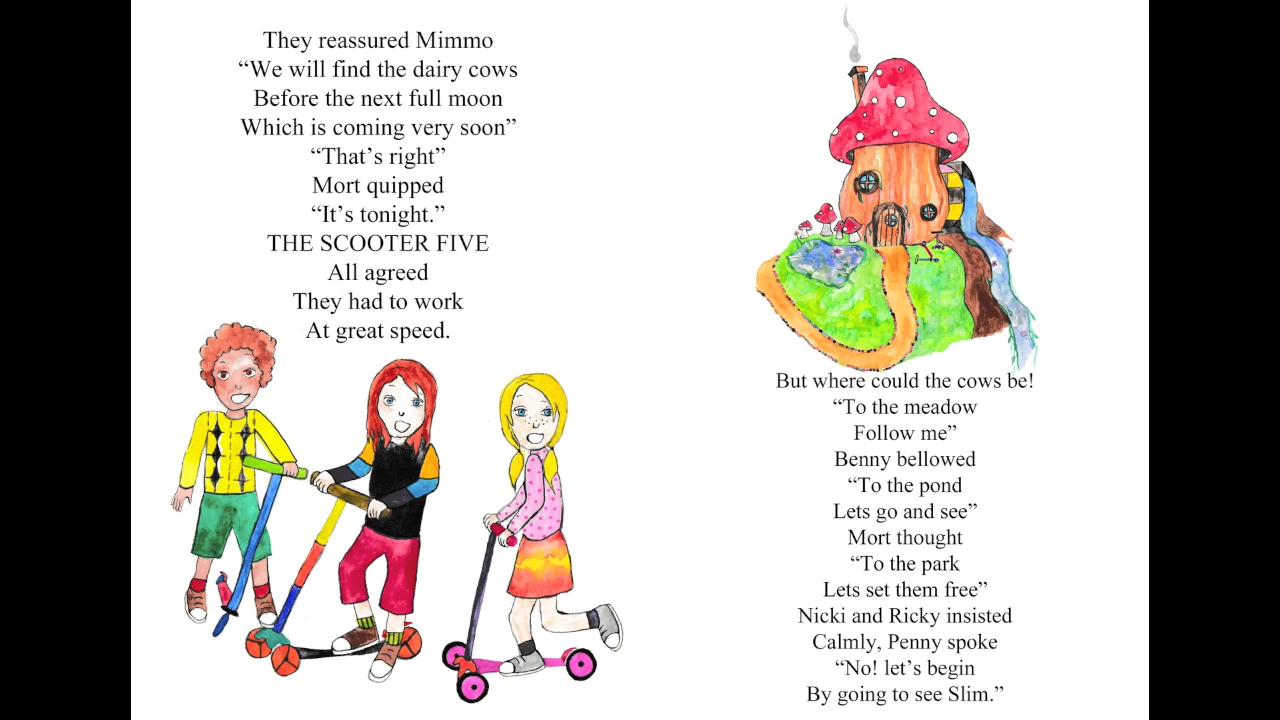 They reassured Mimmo
“We will find the dairy cows
Before the next full moon
Which is coming very soon”
“That’s right”
Mort quipped
“It’s tonight.”
THE SCOOTER FIVE
All agreed
They had to work
At great speed.
But where could the cows be!
“To the meadow
Follow me”
Benny bellowed
“To the pond
Lets go and see”
Mort thought
“To the park
Lets set them free”
Nicki and Ricky insisted
Calmly, Penny spoke
“No! let’s begin
By going to see Slim.”